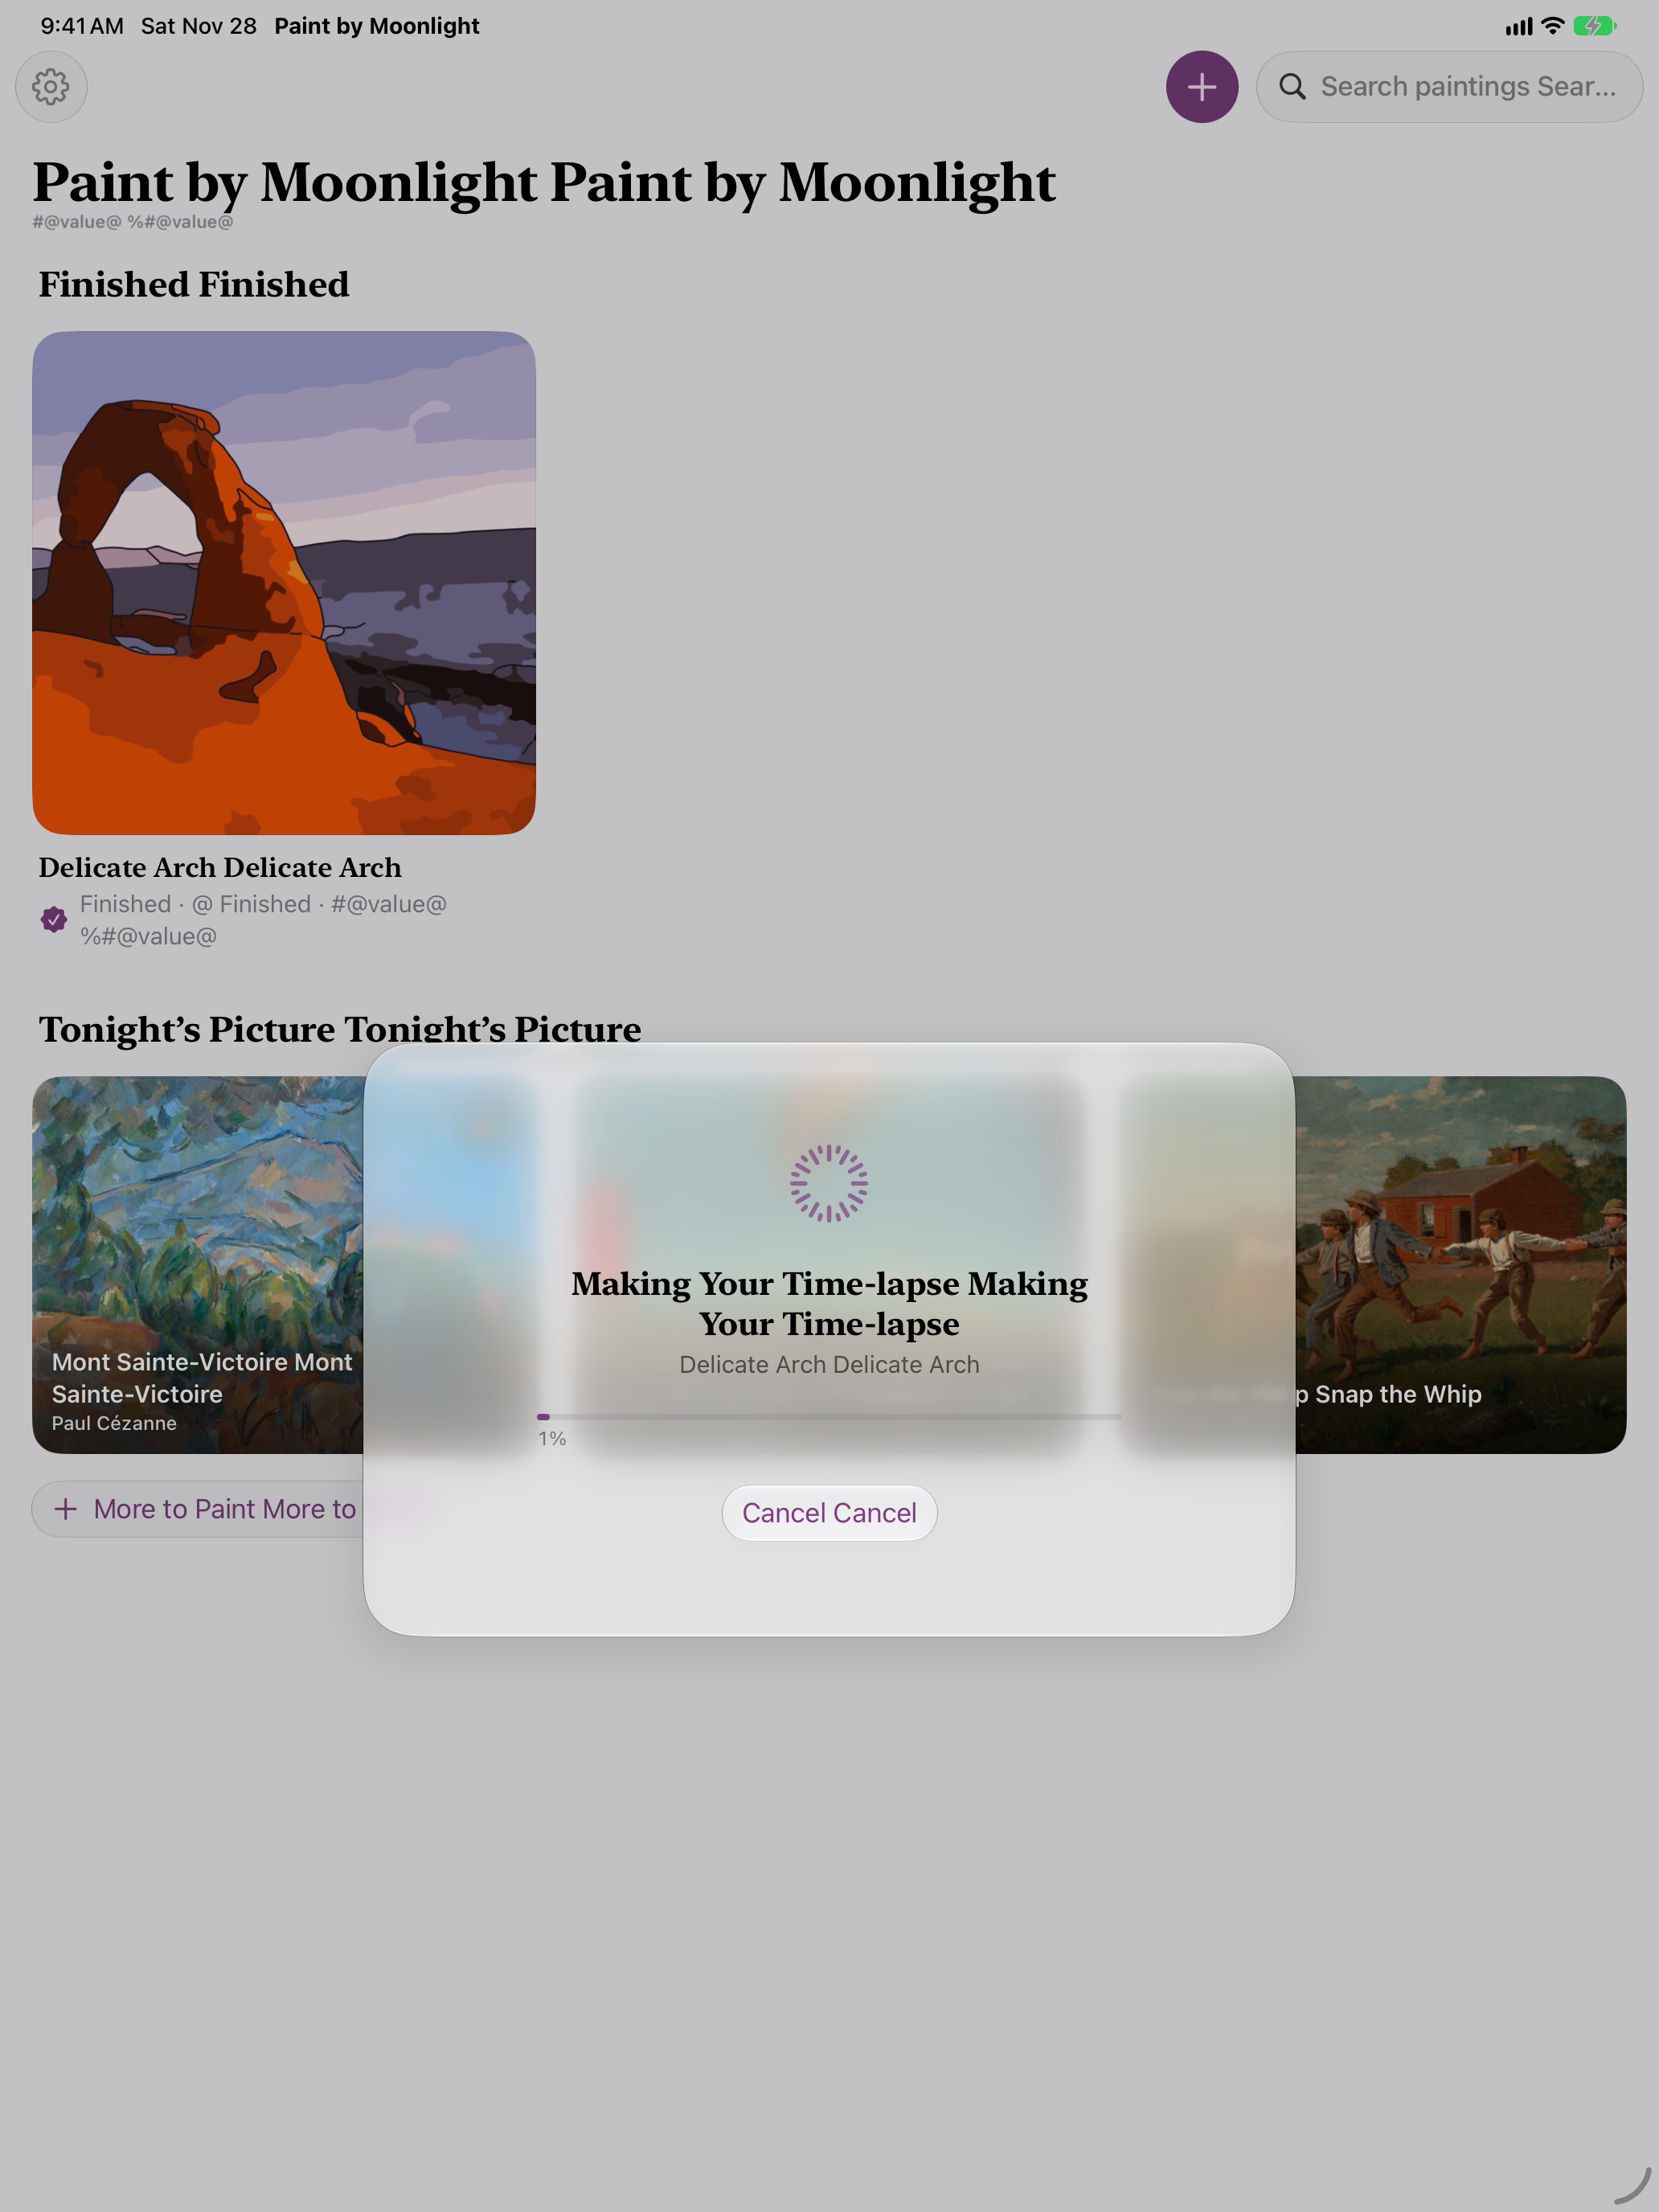 9:41 AM Sat Nov 28 Paint by Moonlight
Search paintings Sear...
Paint by Moonlight Paint by Moonlight
#@value@ %#@value@
Finished Finished
Delicate Arch Delicate Arch
Finished · @ Finished · #@value@
%#@value@
Tonight’s Picture Tonight’s Picture
Mont Sainte-Victoire Mont
Sainte-Victoire
Paul Cézanne
p Snap the Whip
More to Paint More to
Making Your Time-lapse Making
Your Time-lapse
Delicate Arch Delicate Arch
1%
Cancel Cancel